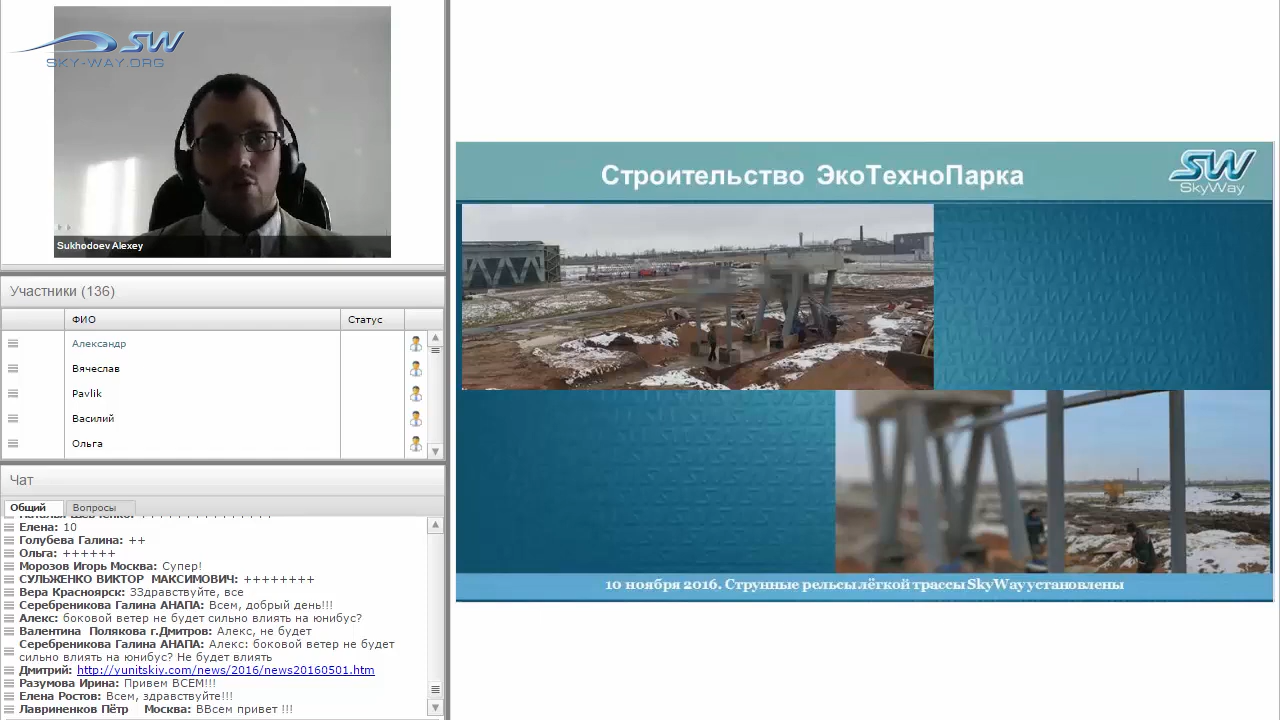 SW
SKY-WAY.ORG
Sukhodoev Alexey
Участники (136)
ФИО
Статус
Александр
Вячеслав
Pavlik
Василий
Ольга
Чат
Общий
Вопросы
Елена: 10
Голубева Галина: ++
Ольга: ++++++
Морозов Игорь Москва: Супер!
СУЛЬЖЕНКО ВИКТОР МАКСИМОВИЧ: ++++++++
Вера Красноярск: ЗЗдравствуйте, все
Серебреникова Галина АНАПА: Всем, добрый день!!!
Алекс: боковой ветер не будет сильно влиять на юнибус?
Валентина Полякова г.Дмитров: Алекс, не будет
Серебреникова Галина АНАПА: Алекс: боковой ветер не будет
сильно влиять на юнибус? Не будет влиять
Дмитрий: http://yunitskiy.com/news/2016/news20160501.htm
Разумова Ирина: Привем ВСЕМ!!!
Елена Ростов: Всем, здравствуйте!!!
Лавриненков Пётр Москва: ВВсем привет !!!
Строительство ЭкоТехноПарка
SW
SkyWay
10 ноября 2016. Струнные рельсы лёгкой трассы SkyWay установлены